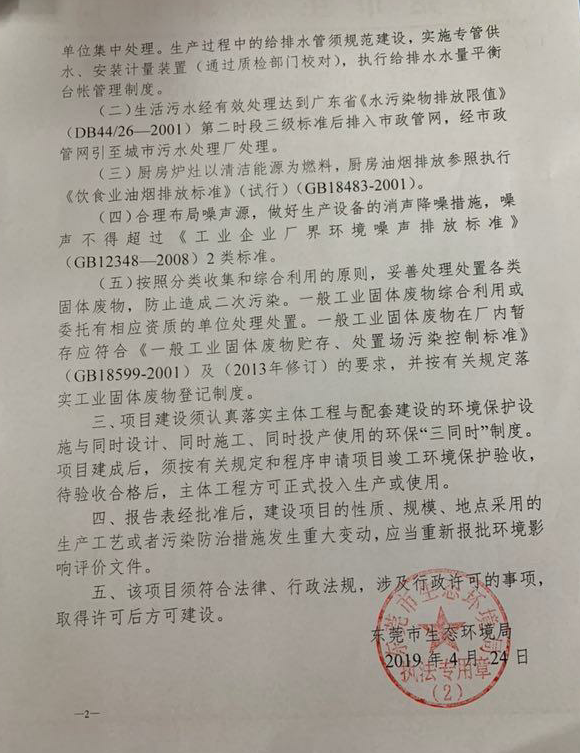 单位集中处理。生产过程中的给排水管须规范建设，实施专管供
水、安装计量装置（通过质检部门校对），执行给排水水量平衡
台帐管理制度。
（二）生活污水经有效处理达到广东省《水污染物排放限值》
（DB44/26—2001）第二时段三级标准后排入市政管网，经市政
管网引至城市污水处理厂处理。
（三）厨房炉灶以清洁能源为燃料，厨房油烟排放参照执行
《饮食业油烟排放标准》（试行）（GB18483-2001）。
（四）合理布局噪声源，做好生产设备的消声降噪措施，噪
声不得超过《工业企业厂界环境噪声排放标准》
（GB12348—2008）2类标准。
（五）按照分类收集和综合利用的原则，妥善处理处置各类
固体废物，防止造成二次污染。一般工业固体废物综合利用或
委托有相应资质的单位处理处置。一般工业固体废物在厂内暂
存应符合《一般工业固体废物贮存、处置场污染控制标准》
（GB18599-2001）及（2013年修订）的要求，并按有关规定落
实工业固体废物登记制度。
三、项目建设须认真落实主体工程与配套建设的环境保护设
施与同时设计、同时施工、同时投产使用的环保“三同时”制度。
项目建成后，须按有关规定和程序申请项目竣工环境保护验收，
待验收合格后，主体工程方可正式投入生产或使用。
四、报告表经批准后，建设项目的性质、规模、地点采用的
生产工艺或者污染防治措施发生重大变动，应当重新报批环境影
响评价文件。
五、该项目须符合法律、行政法规，涉及行政许可的事项，
取得许可后方可建设。
东莞市生态环境局
2019年4月24日
东莞市生态环境局
执法专用章
（2）
—2—